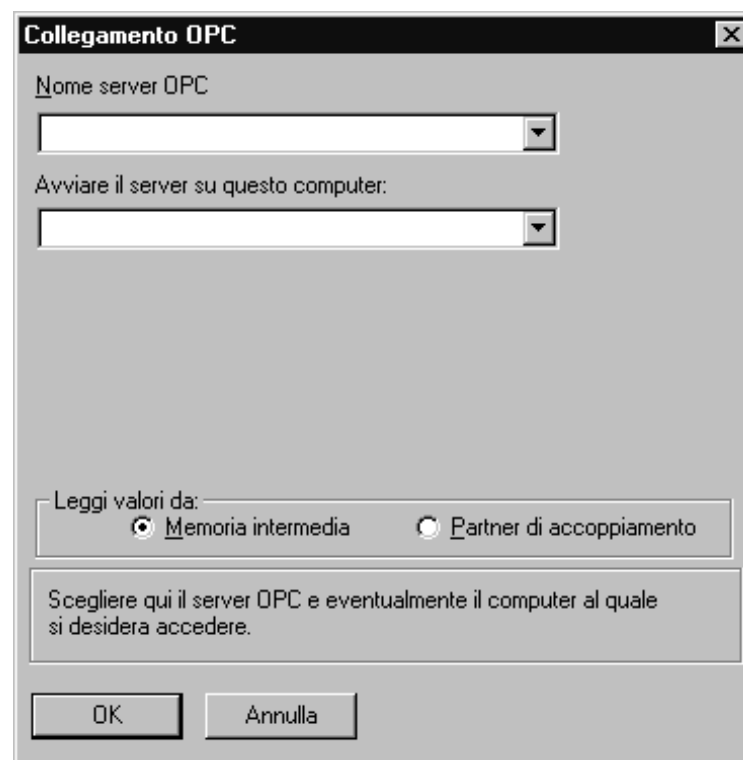 Collegamento OPC
Nome server OPC
Avviare il server su questo computer:
Leggi valori da:
Memoria intermedia Partner di accoppiamento
Scegliere qui il server OPC e eventualmente il computer al quale
si desidera accedere.
OK Annulla